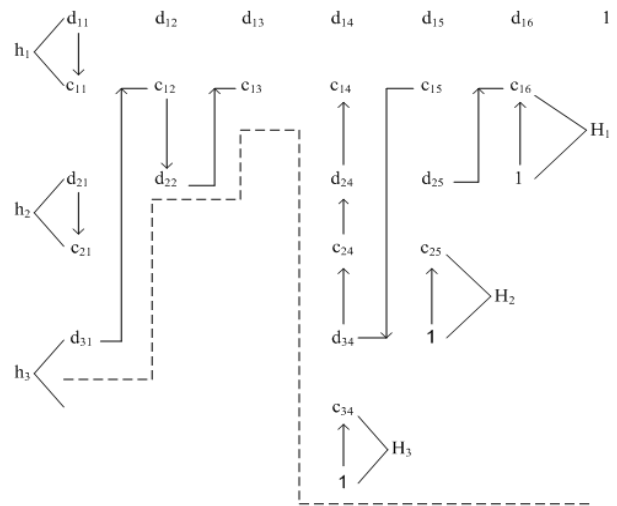 d₁₁ d₁₂ d₁₃ d₁₄ d₁₅ d₁₆ 1
h₁
c₁₁ c₁₂ c₁₃ c₁₄ c₁₅ c₁₆
H₁
d₂₁ d₂₂ d₂₄ d₂₅ 1
h₂
c₂₁ c₂₄ c₂₅
H₂
d₃₁ d₃₄ 1
h₃
c₃₄
H₃
1